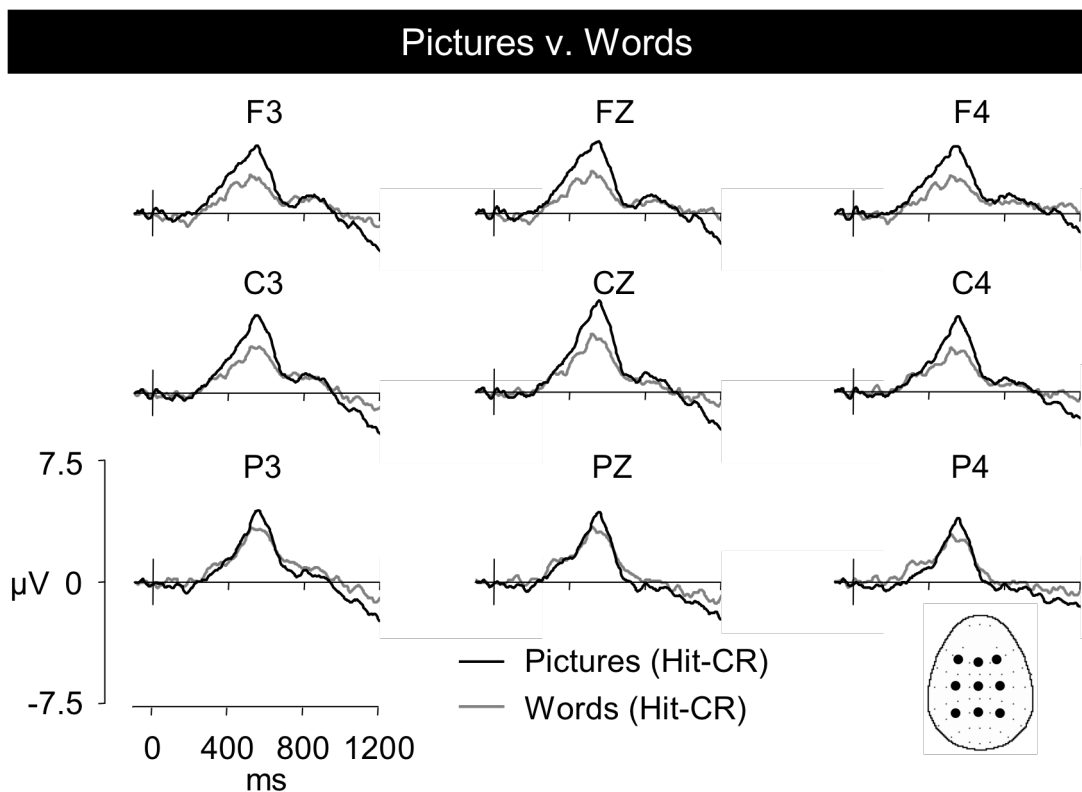 Pictures v. Words
F3 FZ F4
C3 CZ C4
7.5 P3 PZ P4
µV 0
Pictures (Hit-CR)
-7.5 Words (Hit-CR)
0 400 800 1200
ms